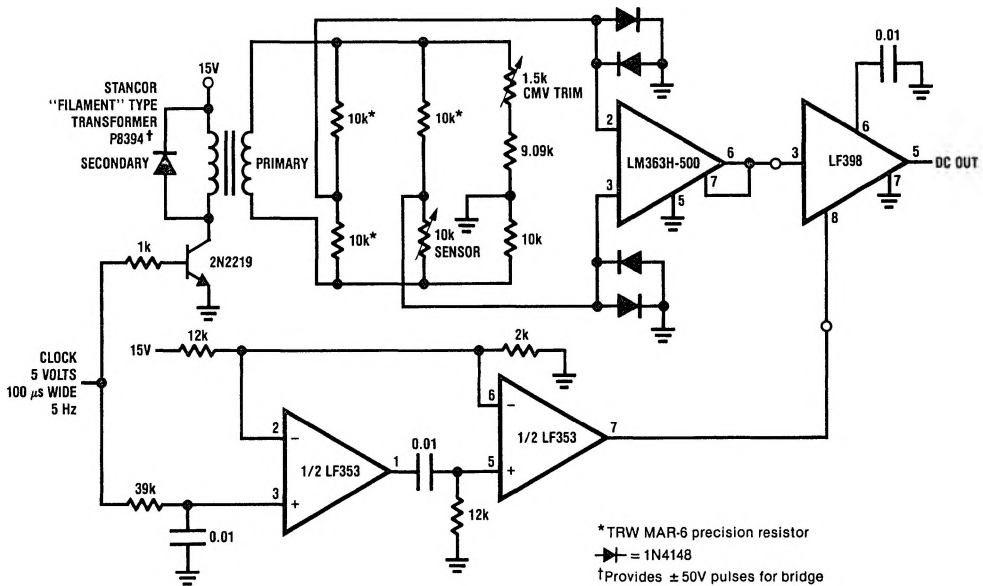 15V
STANCOR
"FILAMENT" TYPE
TRANSFORMER
P8394†
SECONDARY
PRIMARY
10k*
10k*
1.5k
CMV TRIM
9.09k
10k*
10k
SENSOR
10k
2
3
LM363H-500
6
7
5
0.01
6
3
LF398
5
DC OUT
7
8
1k
2N2219
CLOCK
5 VOLTS
100 μs WIDE
5 Hz
15V
12k
2k
2
−
1/2 LF353
3
+
1
39k
0.01
0.01
12k
6
−
1/2 LF353
5
+
7
*TRW MAR-6 precision resistor
= 1N4148
†Provides ±50V pulses for bridge